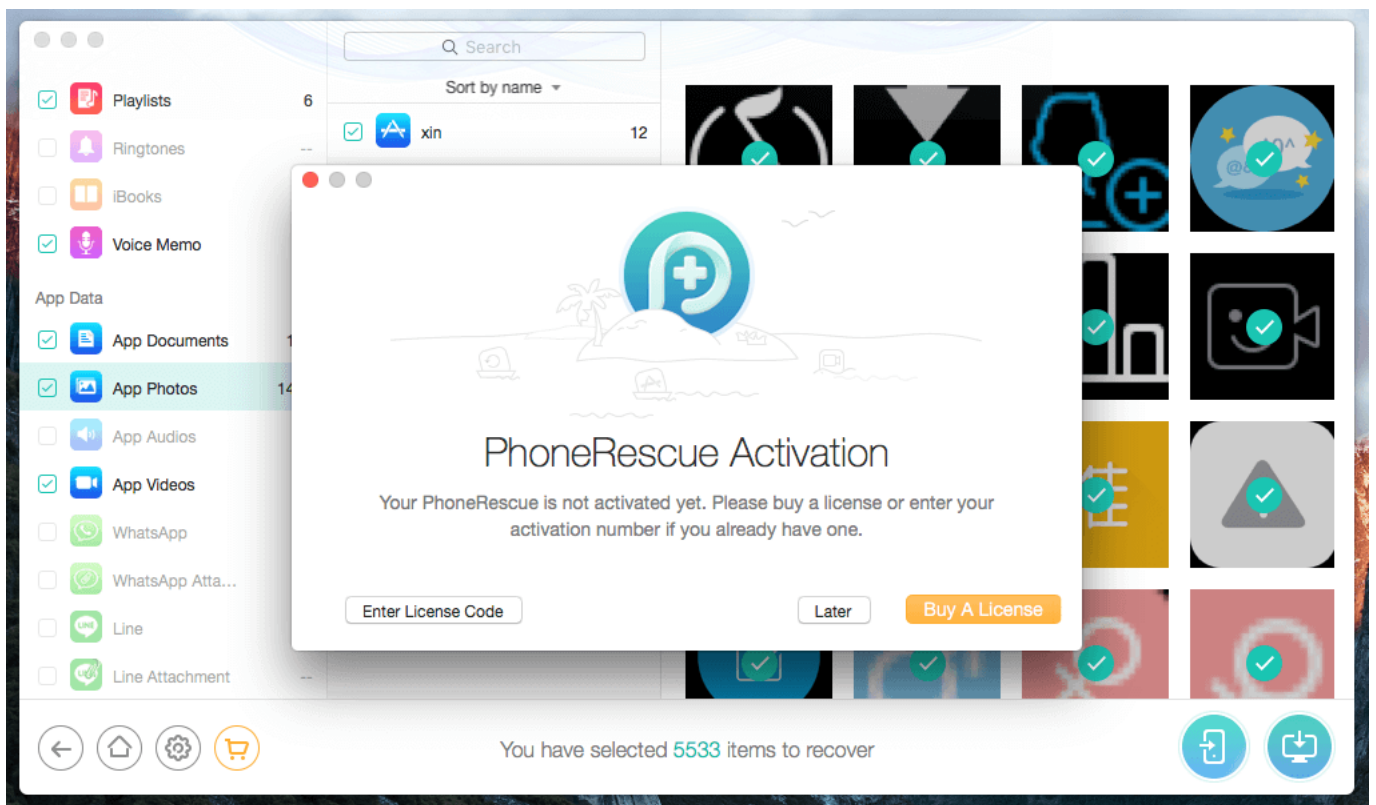 Search
Sort by name
Playlists 6
Ringtones --
iBooks
Voice Memo
App Data
App Documents 1
App Photos 14
App Audios
App Videos
WhatsApp
WhatsApp Atta...
Line
Line Attachment --
xin 12
PhoneRescue Activation
Your PhoneRescue is not activated yet. Please buy a license or enter your
activation number if you already have one.
Enter License Code
Later
Buy A License
You have selected 5533 items to recover